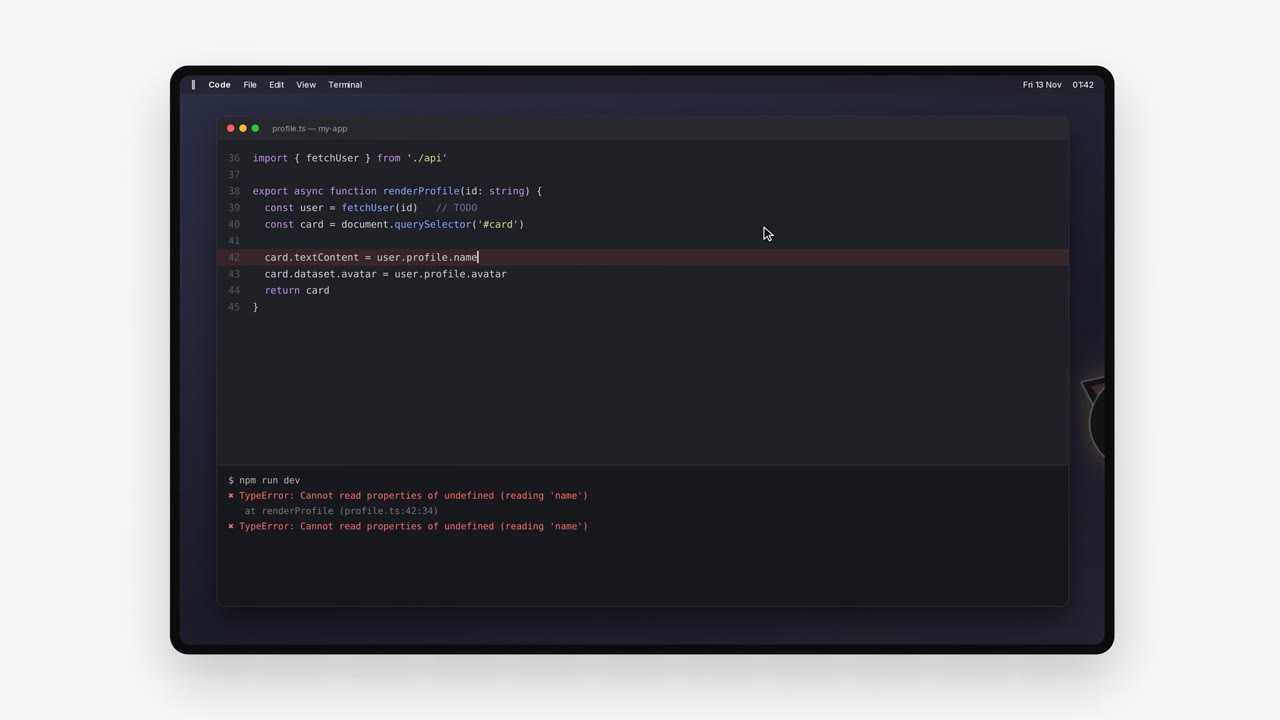 Code File Edit View Terminal Fri 13 Nov 01:42
profile.ts — my-app
36 import { fetchUser } from './api'
37
38 export async function renderProfile(id: string) {
39   const user = fetchUser(id)   // TODO
40   const card = document.querySelector('#card')
41
42   card.textContent = user.profile.name
43   card.dataset.avatar = user.profile.avatar
44   return card
45 }
$ npm run dev
✖ TypeError: Cannot read properties of undefined (reading 'name')
   at renderProfile (profile.ts:42:34)
✖ TypeError: Cannot read properties of undefined (reading 'name')